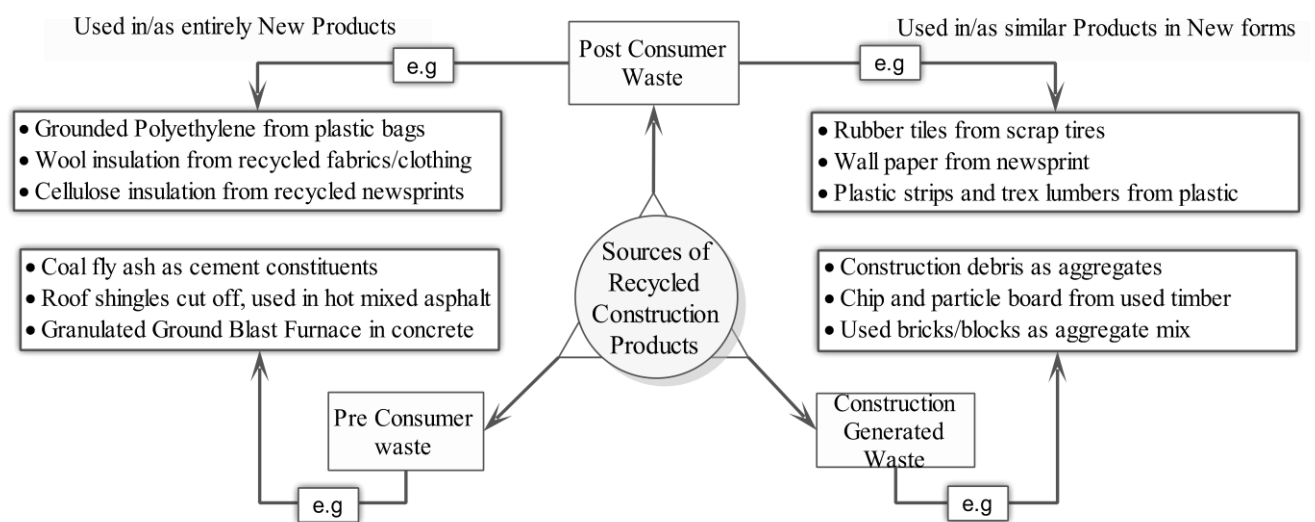 Used in/as entirely New Products
Post Consumer
Waste
Used in/as similar Products in New forms
e.g
e.g
• Grounded Polyethylene from plastic bags
• Wool insulation from recycled fabrics/clothing
• Cellulose insulation from recycled newsprints
• Rubber tiles from scrap tires
• Wall paper from newsprint
• Plastic strips and trex lumbers from plastic
Sources of
Recycled
Construction
Products
• Coal fly ash as cement constituents
• Roof shingles cut off, used in hot mixed asphalt
• Granulated Ground Blast Furnace in concrete
• Construction debris as aggregates
• Chip and particle board from used timber
• Used bricks/blocks as aggregate mix
Pre Consumer
waste
Construction
Generated
Waste
e.g
e.g